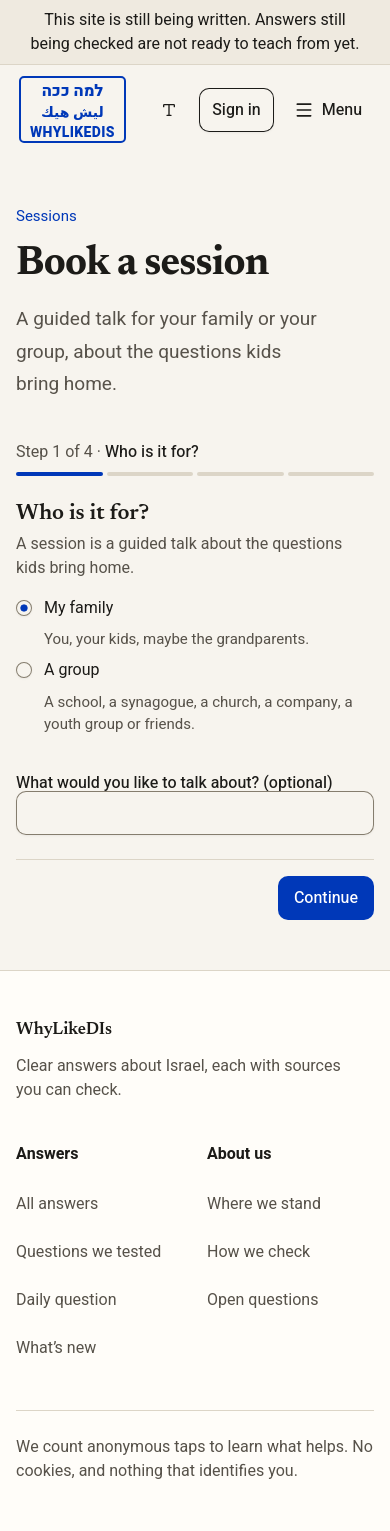 This site is still being written. Answers still
being checked are not ready to teach from yet.
למה ככה
ليش هيك
WHYLIKEDIS
T
Sign in
Menu
Sessions
Book a session
A guided talk for your family or your
group, about the questions kids
bring home.
Step 1 of 4 · Who is it for?
Who is it for?
A session is a guided talk about the questions
kids bring home.
My family
You, your kids, maybe the grandparents.
A group
A school, a synagogue, a church, a company, a
youth group or friends.
What would you like to talk about? (optional)
Continue
WhyLikeDIs
Clear answers about Israel, each with sources
you can check.
Answers
About us
All answers
Where we stand
Questions we tested
How we check
Daily question
Open questions
What’s new
We count anonymous taps to learn what helps. No
cookies, and nothing that identifies you.